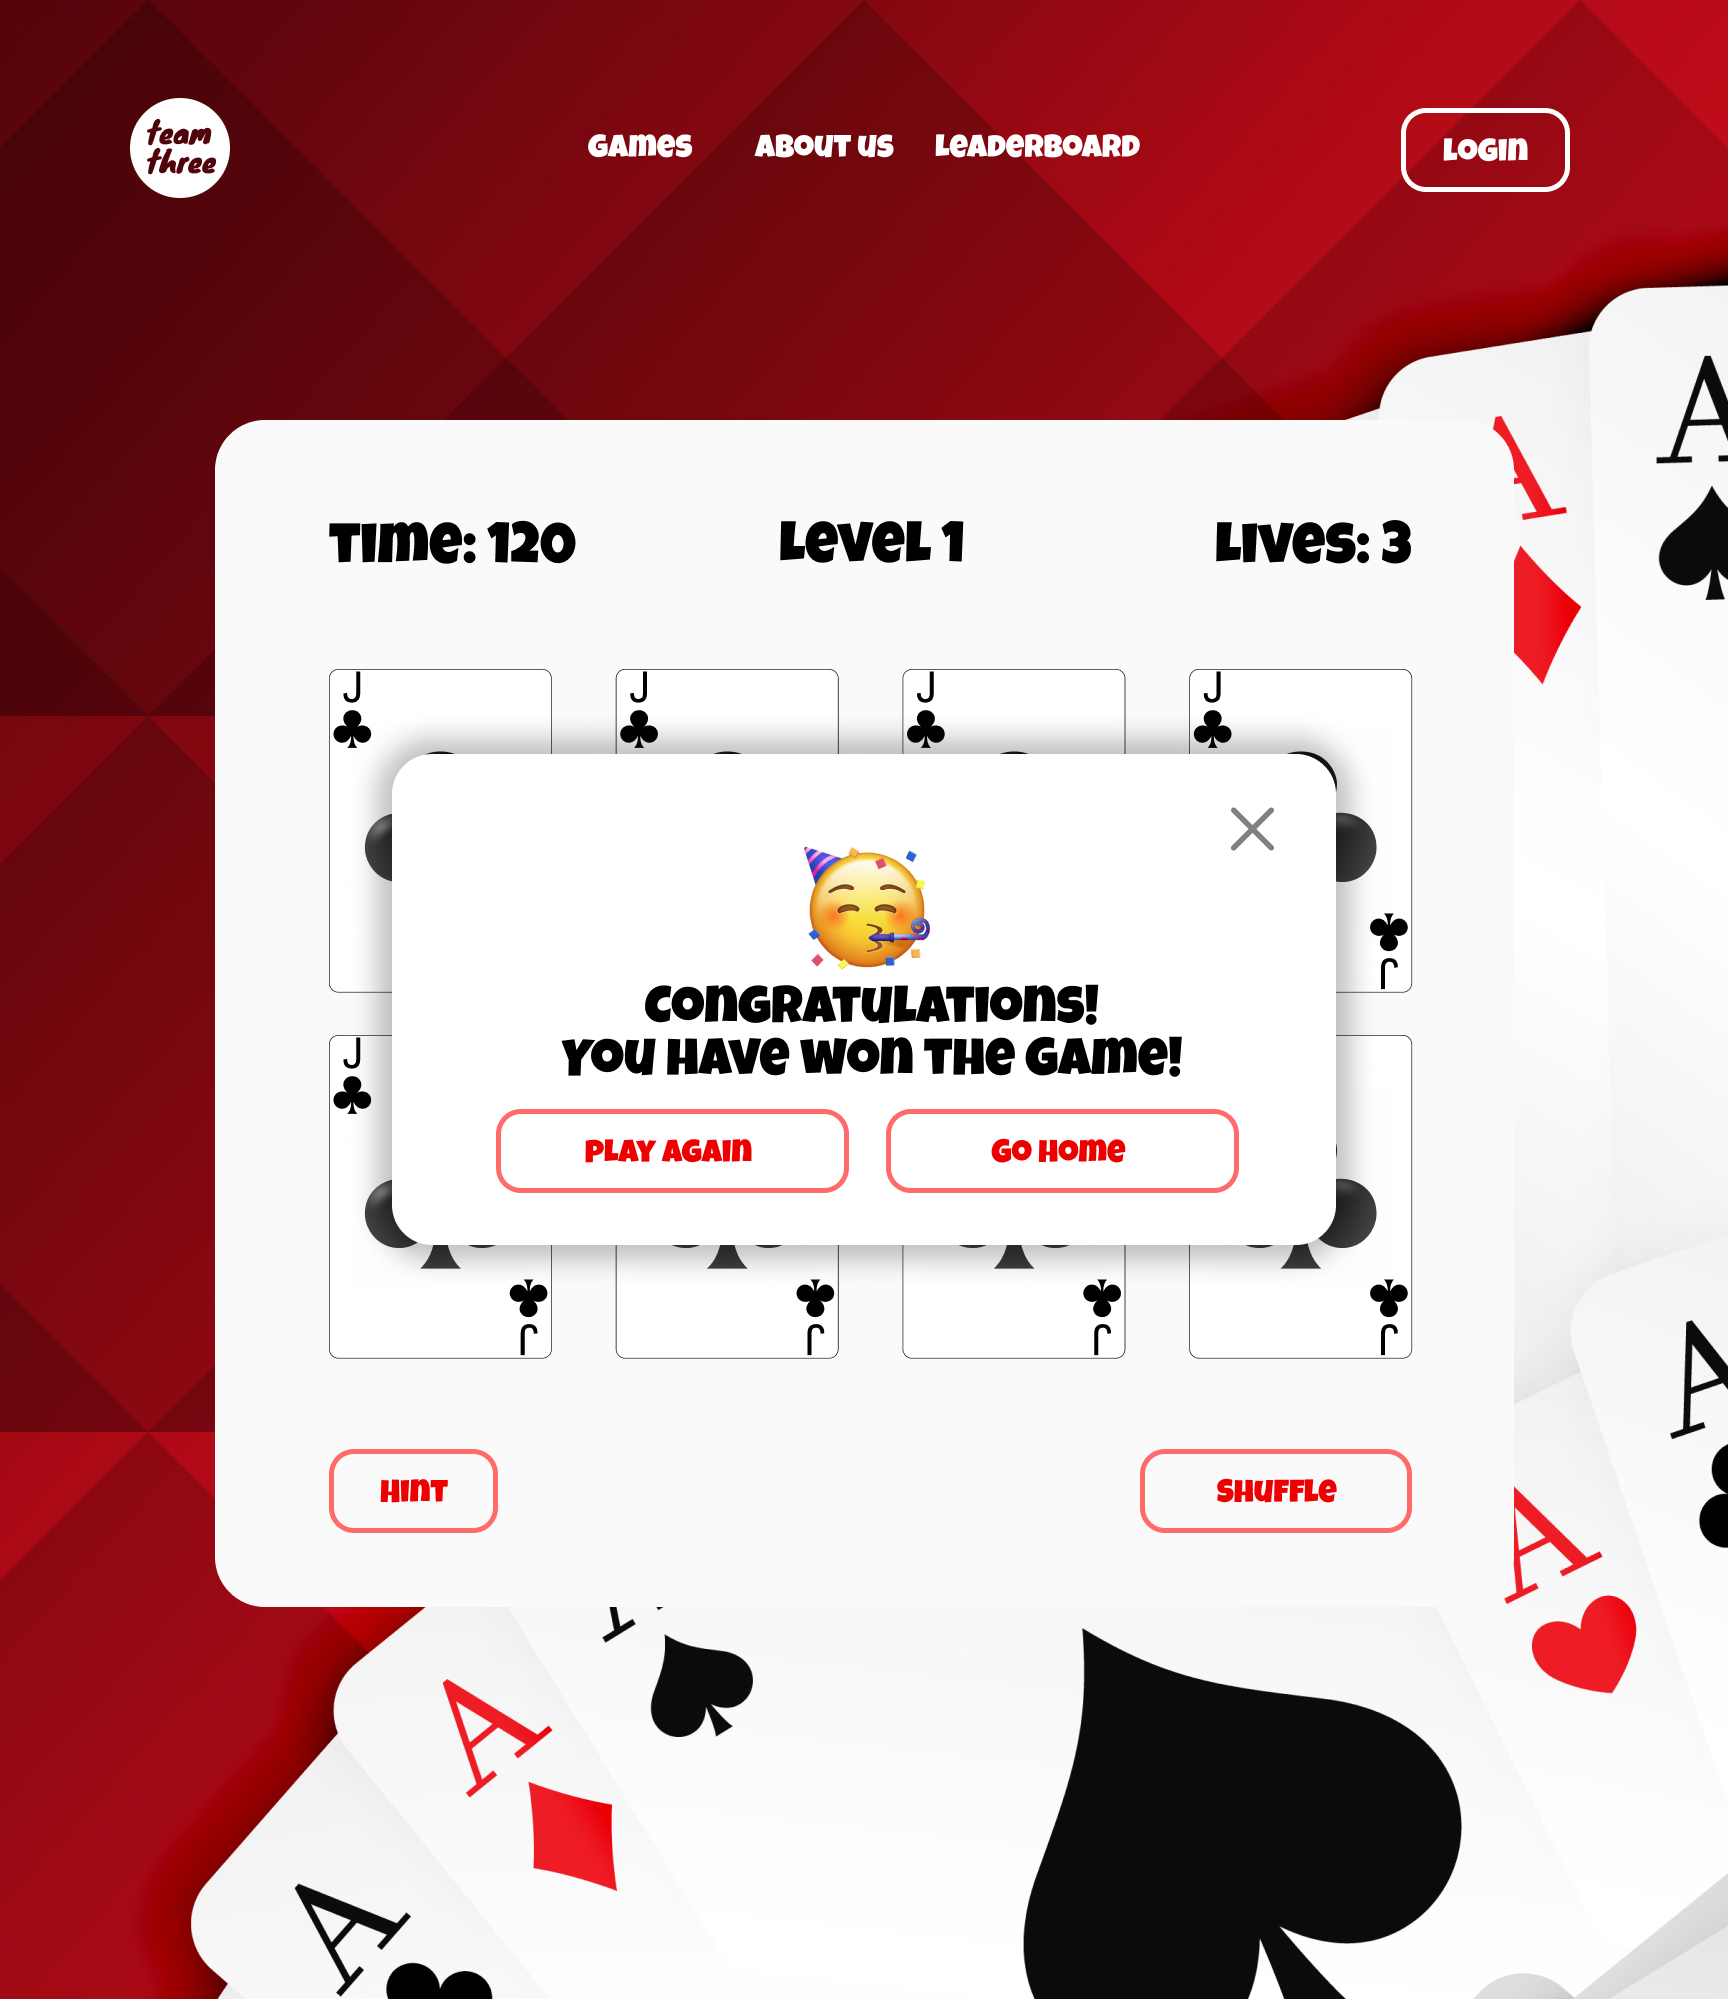 team
three
GAMES
ABOUT US
LEADERBOARD
LOGIN
A
A
Time: 120
Level 1
Lives: 3
J
J
J
J
J
CONGRATULATIONS!
YOU HAVE WON THE GAME!
PLAY AGAIN
GO HOME
J
J
J
J
J
A
HINT
SHUFFLE
A
A
A
A